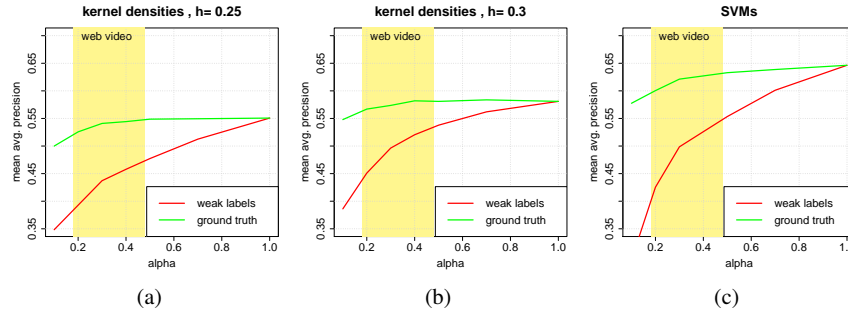 kernel densities , h= 0.25
web video
mean avg. precision
0.65
0.55
0.45
0.35
weak labels
ground truth
0.2 0.4 0.6 0.8 1.0
alpha
(a)
kernel densities , h= 0.3
web video
mean avg. precision
0.65
0.55
0.45
0.35
weak labels
ground truth
0.2 0.4 0.6 0.8 1.0
alpha
(b)
SVMs
web video
mean avg. precision
0.65
0.55
0.45
0.35
weak labels
ground truth
0.2 0.4 0.6 0.8 1.0
alpha
(c)